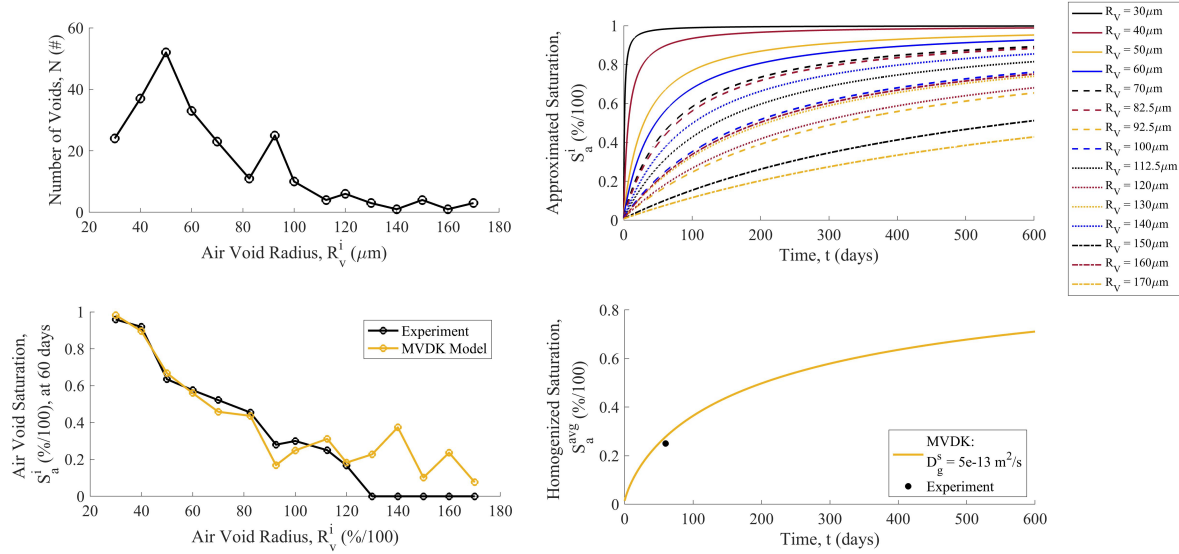 60
40
20
0
20 40 60 80 100 120 140 160 180
Number of Voids, N (#)
Air Void Radius, R_v^i (μm)
1
0.8
0.6
0.4
0.2
0
0 100 200 300 400 500 600
Approximated Saturation,
S_a^i (%/100)
Time, t (days)
R_V = 30μm
R_V = 40μm
R_V = 50μm
R_V = 60μm
R_V = 70μm
R_V = 82.5μm
R_V = 92.5μm
R_V = 100μm
R_V = 112.5μm
R_V = 120μm
R_V = 130μm
R_V = 140μm
R_V = 150μm
R_V = 160μm
R_V = 170μm
1
0.8
0.6
0.4
0.2
0
20 40 60 80 100 120 140 160 180
Air Void Saturation,
S_a^i (%/100), at 60 days
Air Void Radius, R_v^i (%/100)
Experiment
MVDK Model
0.8
0.6
0.4
0.2
0
0 100 200 300 400 500 600
Homogenized Saturation,
S_a^avg (%/100)
Time, t (days)
MVDK:
D_g^s = 5e-13 m²/s
Experiment